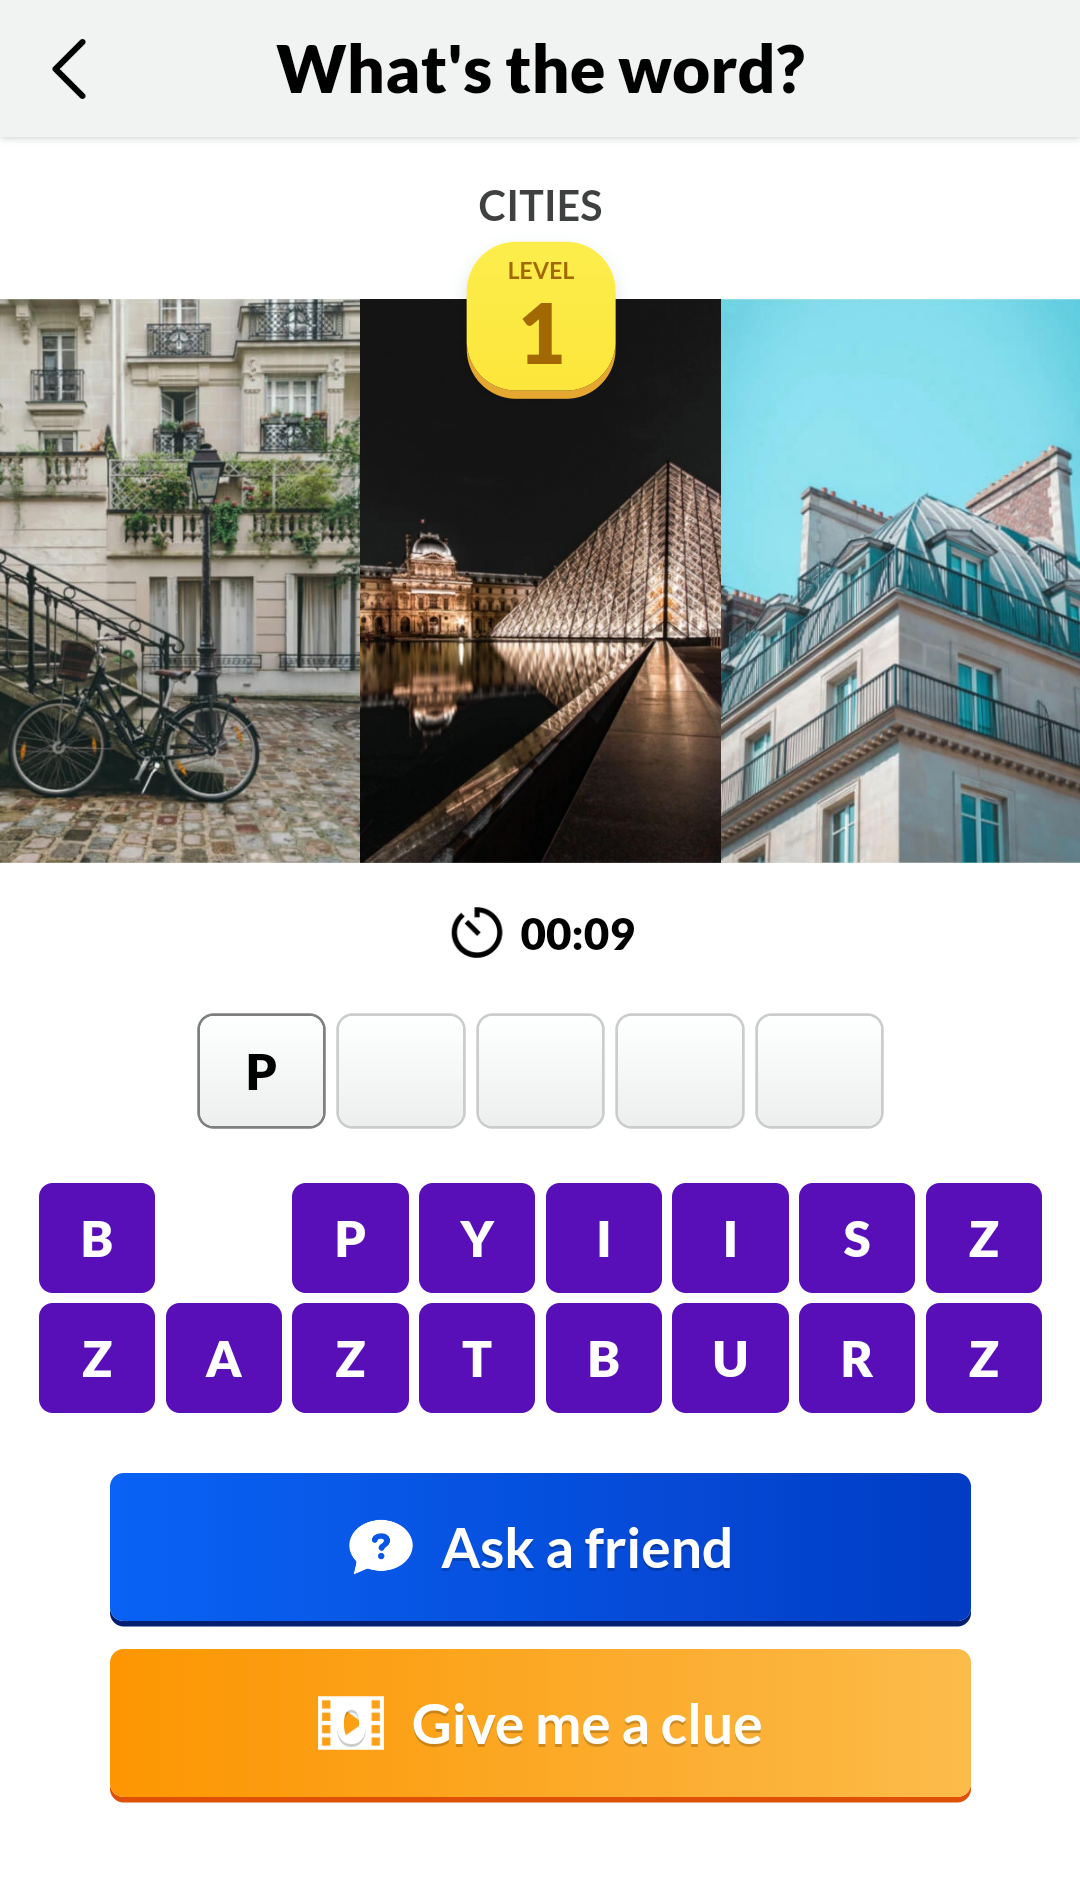 What's the word?
CITIES
LEVEL
1
00:09
P
B P Y I I S Z
Z A Z T B U R Z
Ask a friend
Give me a clue